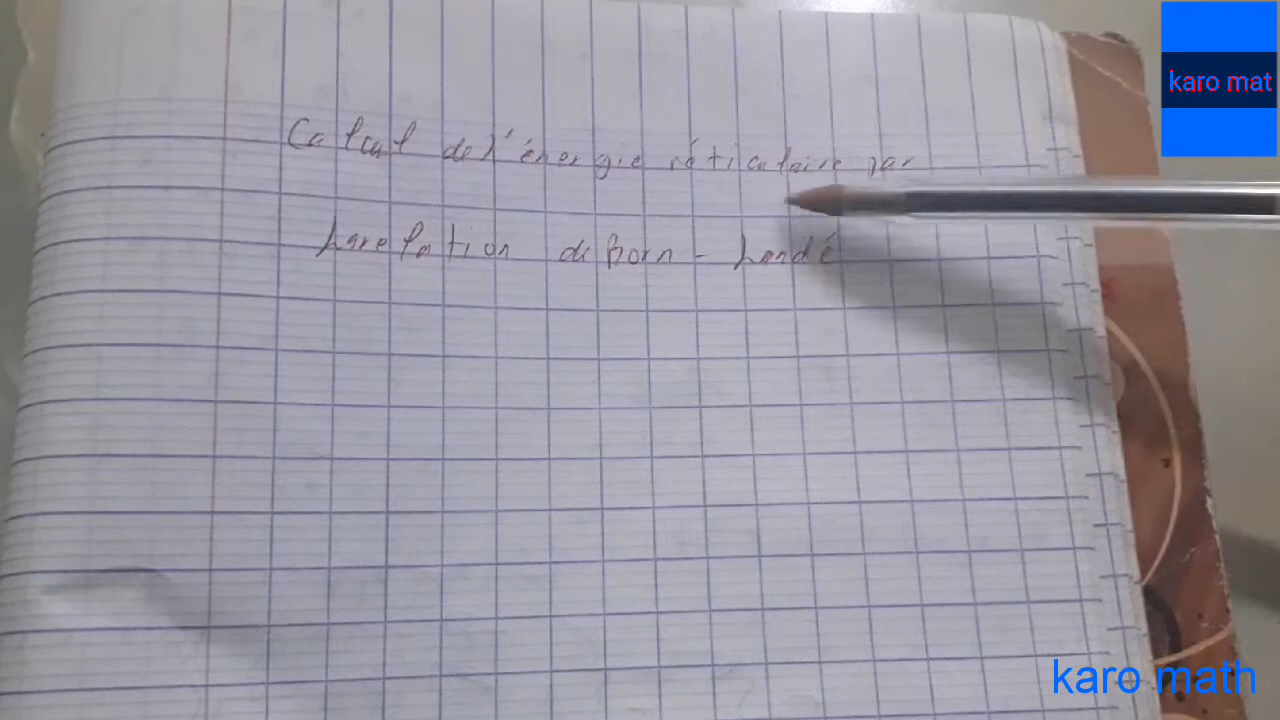 karo mat
Calcul de l'énergie réticulaire par
la relation de Born - Landé
karo math